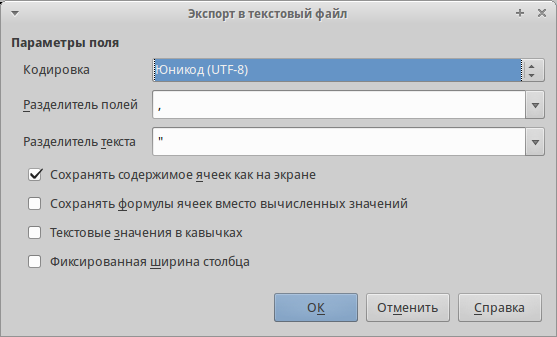 Экспорт в текстовый файл
Параметры поля
Кодировка Юникод (UTF-8)
Разделитель полей ,
Разделитель текста "
Сохранять содержимое ячеек как на экране
Сохранять формулы ячеек вместо вычисленных значений
Текстовые значения в кавычках
Фиксированная ширина столбца
ОК Отменить Справка